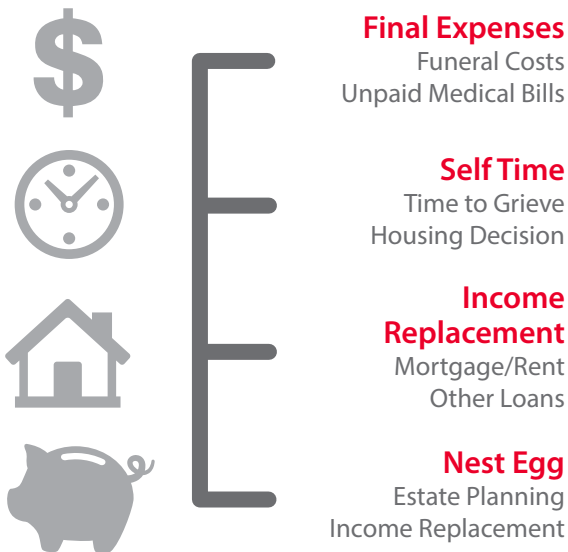 Final Expenses
Funeral Costs
Unpaid Medical Bills
Self Time
Time to Grieve
Housing Decision
Income
Replacement
Mortgage/Rent
Other Loans
Nest Egg
Estate Planning
Income Replacement